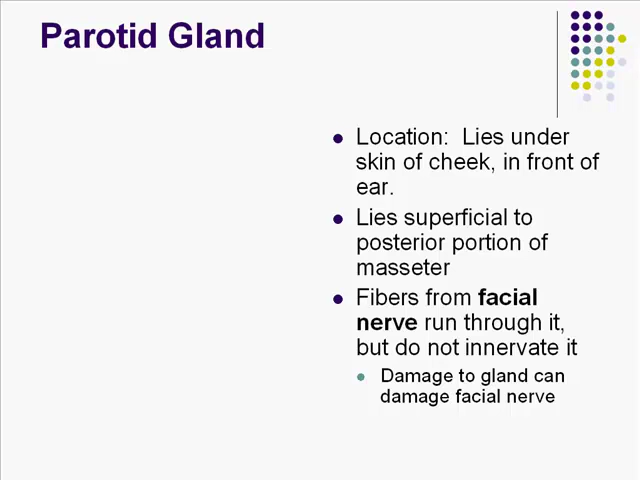 Parotid Gland
Location:  Lies under
skin of cheek, in front of
ear.
Lies superficial to
posterior portion of
masseter
Fibers from facial
nerve run through it,
but do not innervate it
Damage to gland can
damage facial nerve